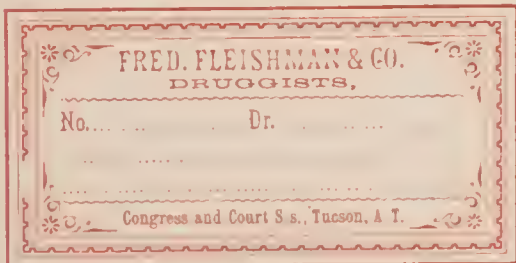 FRED. FLEISHMAN & CO.
DRUGGISTS,
No. Dr.
Congress and Court S s., Tucson, A T.